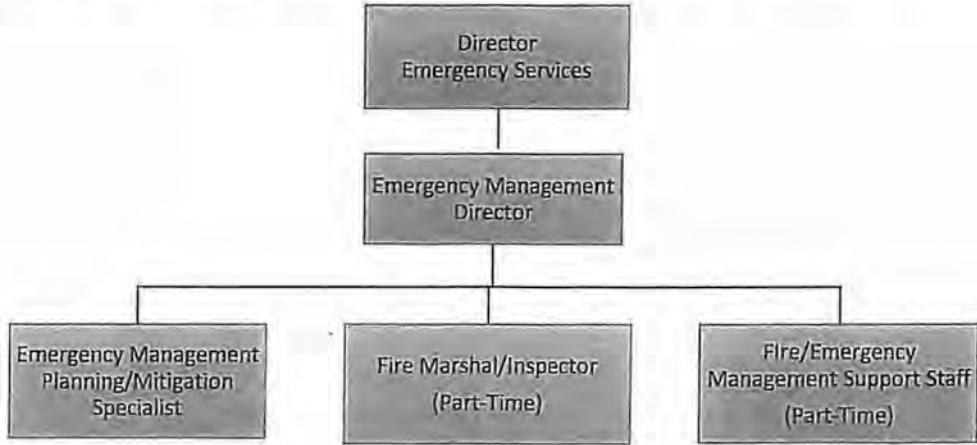 Director
Emergency Services
Emergency Management
Director
Emergency Management
Planning/Mitigation
Specialist
Fire Marshal/Inspector
(Part-Time)
Fire/Emergency
Management Support Staff
(Part-Time)